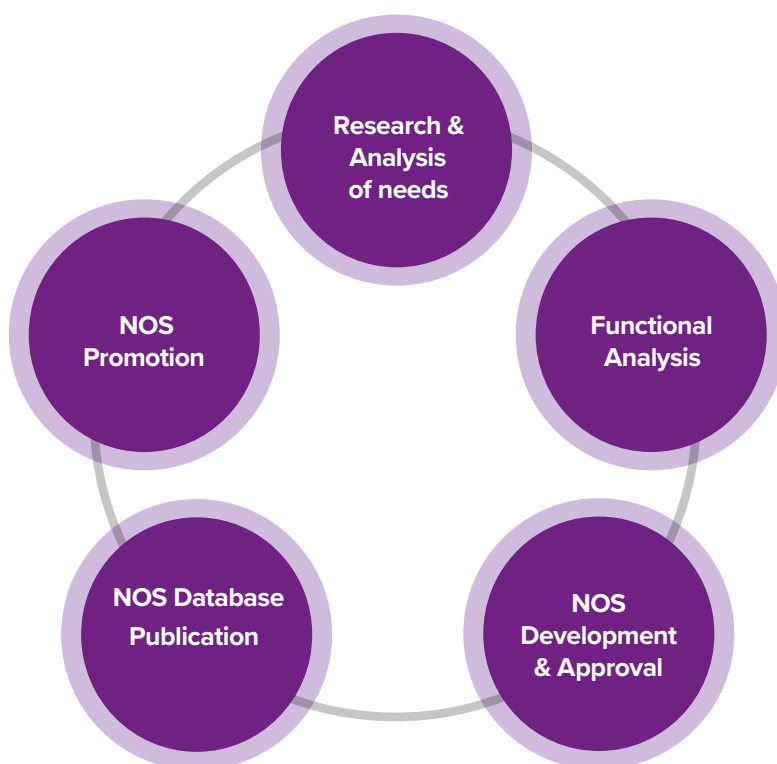 Research &
Analysis
of needs
Functional
Analysis
NOS
Development
& Approval
NOS Database
Publication
NOS
Promotion